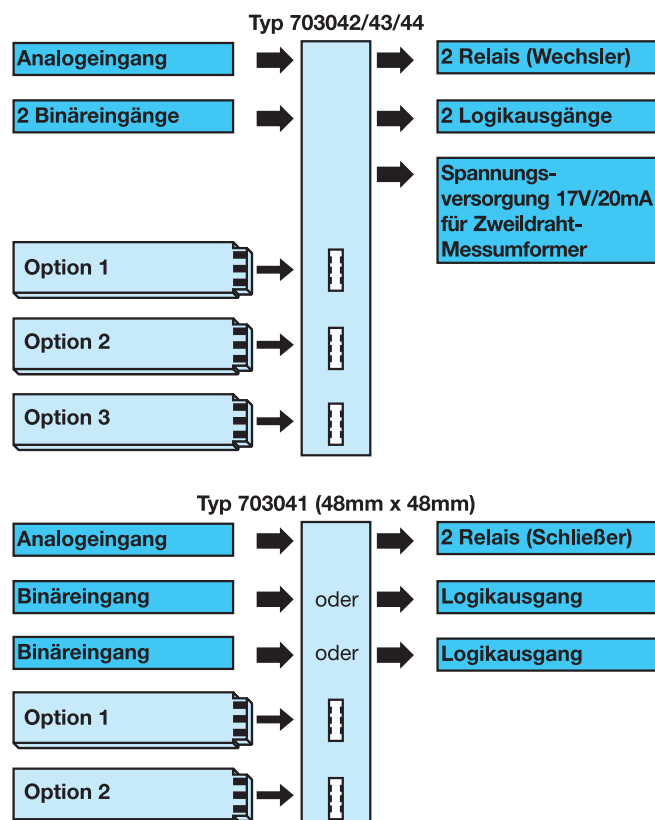 Typ 703042/43/44
Analogeingang
2 Relais (Wechsler)
2 Binäreingänge
2 Logikausgänge
Spannungs-
versorgung 17V/20mA
für Zweildraht-
Messumformer
Option 1
Option 2
Option 3
Typ 703041 (48mm x 48mm)
Analogeingang
2 Relais (Schließer)
Binäreingang
oder
Logikausgang
Binäreingang
oder
Logikausgang
Option 1
Option 2